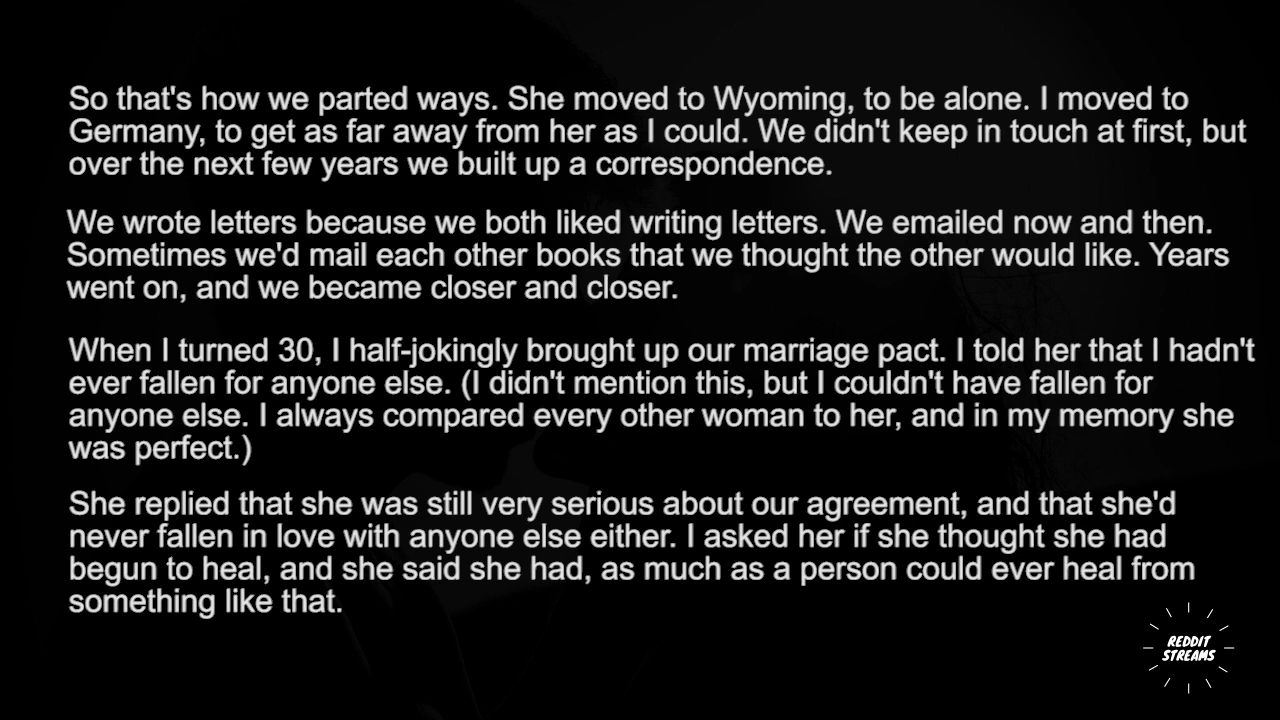 So that's how we parted ways. She moved to Wyoming, to be alone. I moved to
Germany, to get as far away from her as I could. We didn't keep in touch at first, but
over the next few years we built up a correspondence.
We wrote letters because we both liked writing letters. We emailed now and then.
Sometimes we'd mail each other books that we thought the other would like. Years
went on, and we became closer and closer.
When I turned 30, I half-jokingly brought up our marriage pact. I told her that I hadn't
ever fallen for anyone else. (I didn't mention this, but I couldn't have fallen for
anyone else. I always compared every other woman to her, and in my memory she
was perfect.)
She replied that she was still very serious about our agreement, and that she'd
never fallen in love with anyone else either. I asked her if she thought she had
begun to heal, and she said she had, as much as a person could ever heal from
something like that.
REDDIT
STREAMS